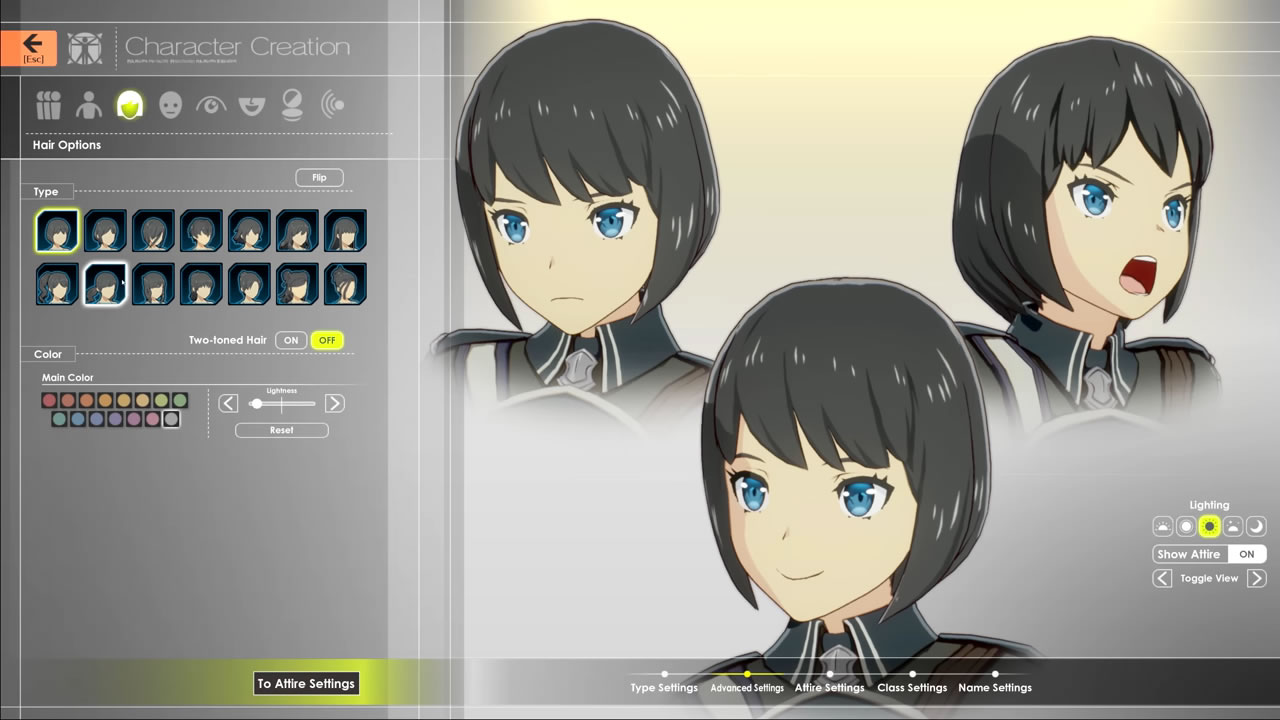 [Esc]
Character Creation
Hair Options
Flip
Type
Two-toned Hair
ON
OFF
Color
Main Color
Lightness
Reset
Lighting
Show Attire
ON
Toggle View
To Attire Settings
Type Settings
Advanced Settings
Attire Settings
Class Settings
Name Settings